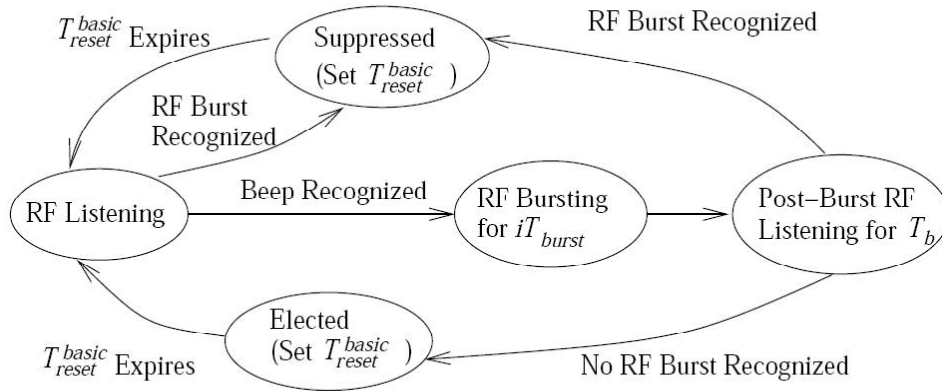 T_reset^basic Expires
Suppressed
(Set T_reset^basic )
RF Burst Recognized
RF Burst
Recognized
RF Listening
Beep Recognized
RF Bursting
for iT_burst
Post–Burst RF
Listening for T_b
Elected
(Set T_reset^basic )
T_reset^basic Expires
No RF Burst Recognized